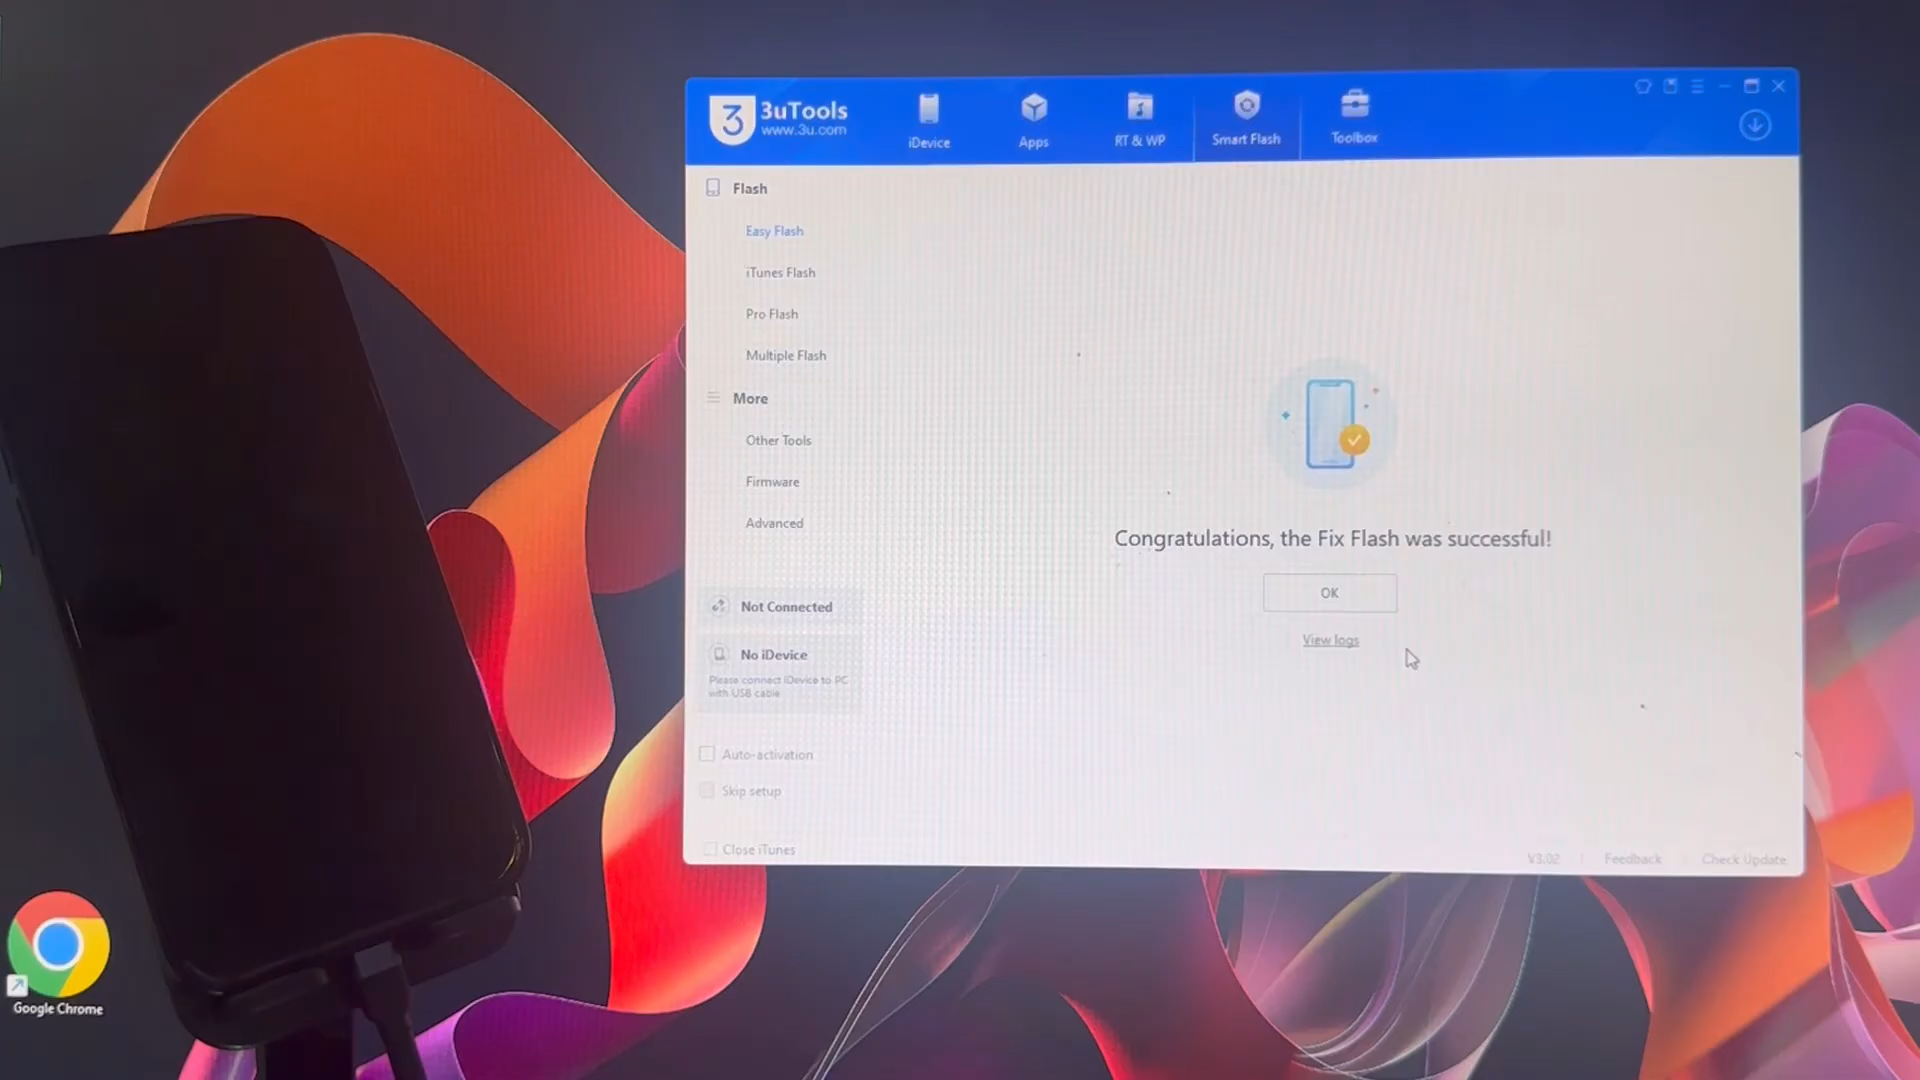 3 3uTools
www.3u.com
iDevice
Apps
RT & WP
Smart Flash
Toolbox
Flash
Easy Flash
iTunes Flash
Pro Flash
Multiple Flash
More
Other Tools
Firmware
Advanced
Not Connected
No iDevice
Please connect iDevice to PC
with USB cable
Auto-activation
Skip setup
Close iTunes
Congratulations, the Fix Flash was successful!
OK
View logs
V3.02
Feedback
Check Update
Google Chrome